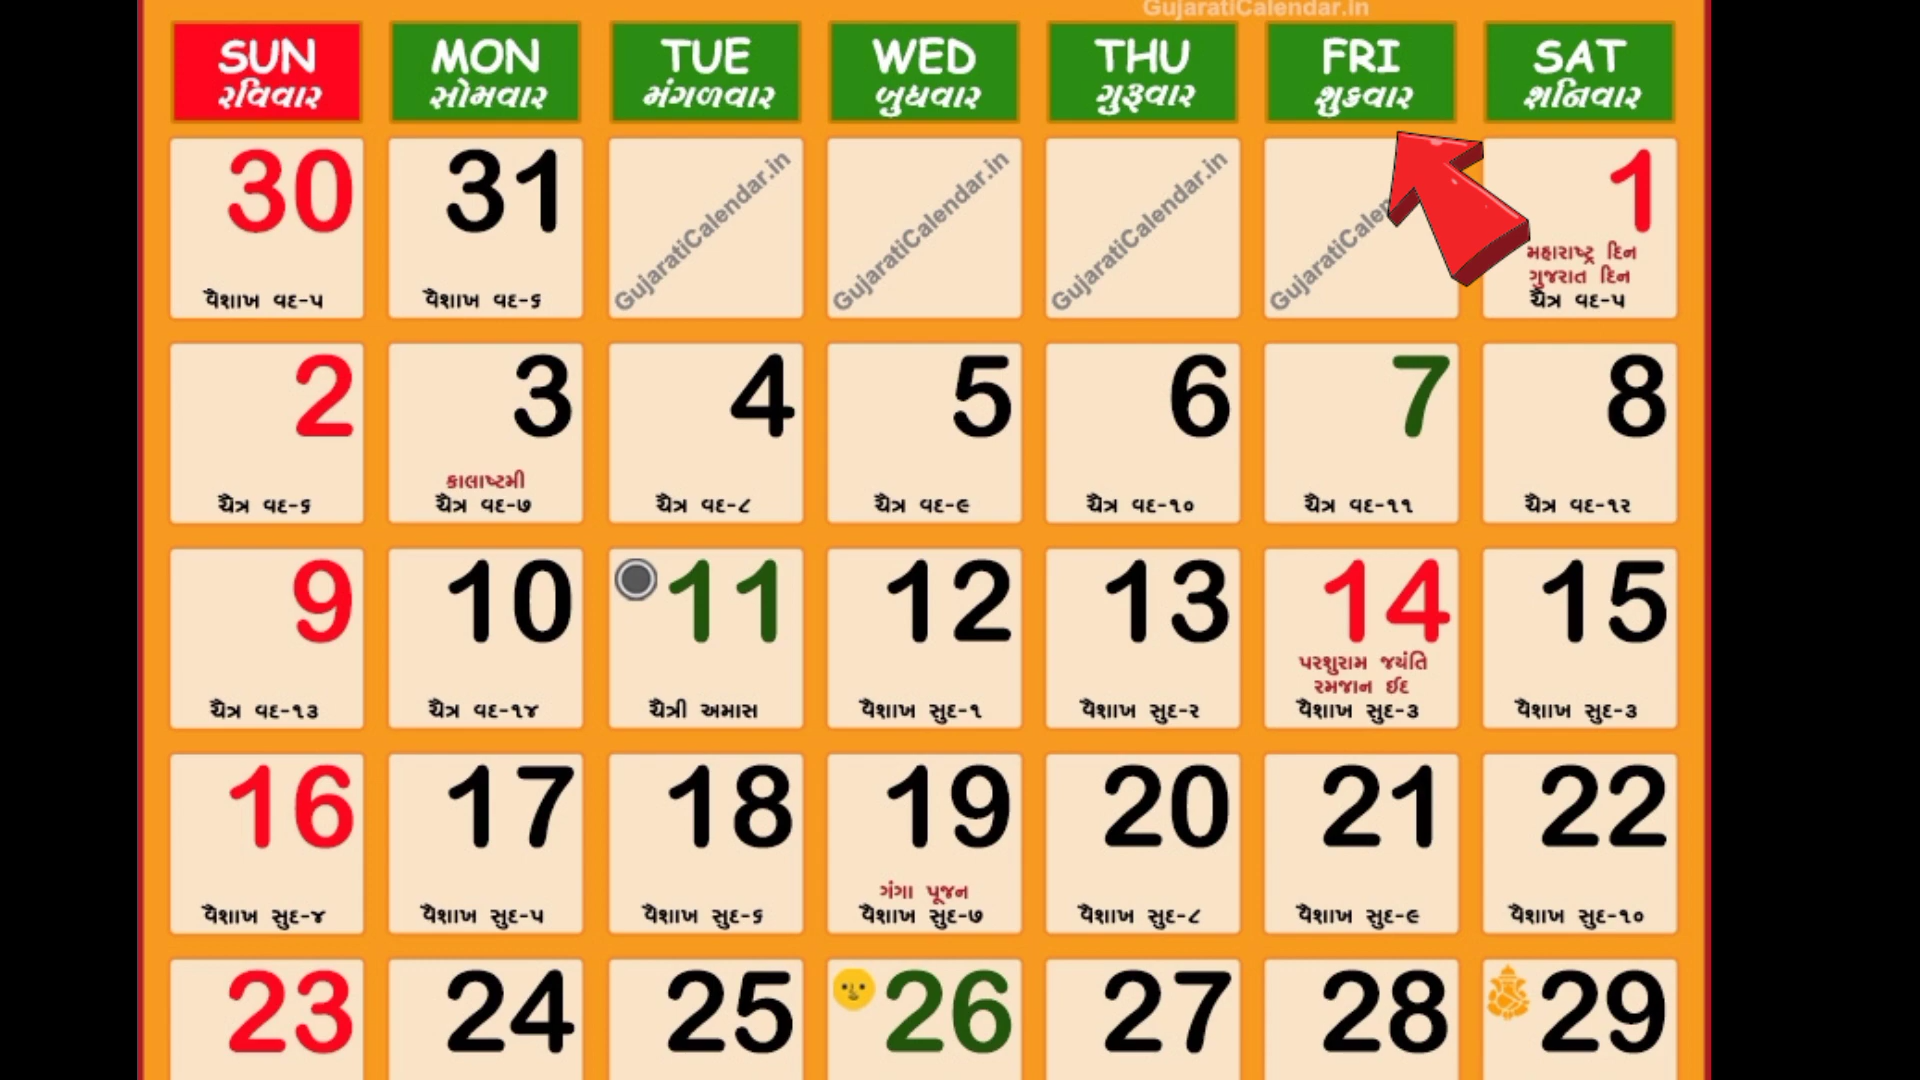 GujaratiCalendar.in
SUN MON TUE WED THU FRI SAT
રવિવાર સોમવાર મંગળવાર બુધવાર ગુરૂવાર શુક્રવાર શનિવાર
30 31 1
GujaratiCalendar.in GujaratiCalendar.in GujaratiCalendar.in
મહારાષ્ટ્ર દિન
ગુજરાત દિન
વૈશાખ વદ-૫ વૈશાખ વદ-૬ ચૈત્ર વદ-૫
2 3 4 5 6 7 8
કાલાષ્ટમી
ચૈત્ર વદ-૬ ચૈત્ર વદ-૭ ચૈત્ર વદ-૮ ચૈત્ર વદ-૯ ચૈત્ર વદ-૧૦ ચૈત્ર વદ-૧૧ ચૈત્ર વદ-૧૨
9 10 11 12 13 14 15
પરશુરામ જયંતિ
રમજાન ઈદ
ચૈત્ર વદ-૧૩ ચૈત્ર વદ-૧૪ ચૈત્રી અમાસ વૈશાખ સુદ-૧ વૈશાખ સુદ-૨ વૈશાખ સુદ-૩ વૈશાખ સુદ-૩
16 17 18 19 20 21 22
ગંગા પૂજન
વૈશાખ સુદ-૪ વૈશાખ સુદ-૫ વૈશાખ સુદ-૬ વૈશાખ સુદ-૭ વૈશાખ સુદ-૮ વૈશાખ સુદ-૯ વૈશાખ સુદ-૧૦
23 24 25 26 27 28 29